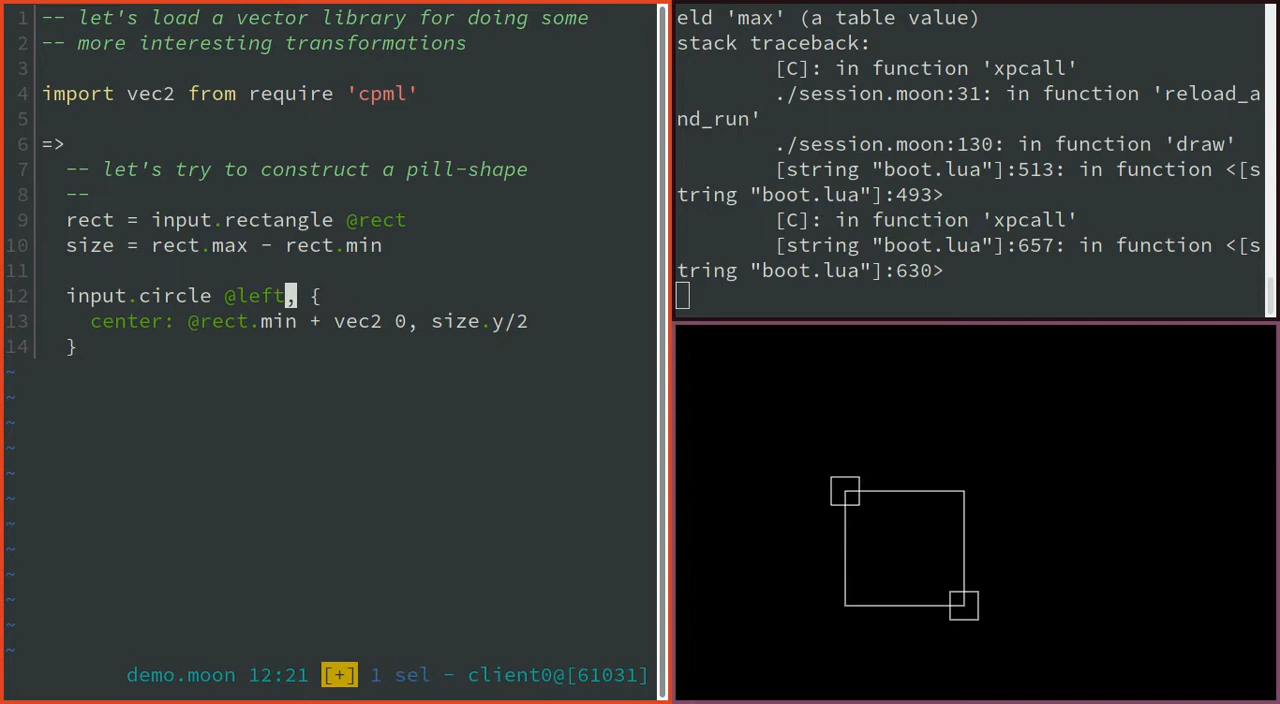 1 -- let's load a vector library for doing some
2 -- more interesting transformations
3
4 import vec2 from require 'cpml'
5
6 =>
7   -- let's try to construct a pill-shape
8   --
9   rect = input.rectangle @rect
10   size = rect.max - rect.min
11
12   input.circle @left, {
13     center: @rect.min + vec2 0, size.y/2
14   }
~
~
~
~
~
~
~
~
~
~
~
~
demo.moon 12:21 [+] 1 sel - client0@[61031]
eld 'max' (a table value)
stack traceback:
        [C]: in function 'xpcall'
        ./session.moon:31: in function 'reload_a
nd_run'
        ./session.moon:130: in function 'draw'
        [string "boot.lua"]:513: in function <[s
tring "boot.lua"]:493>
        [C]: in function 'xpcall'
        [string "boot.lua"]:657: in function <[s
tring "boot.lua"]:630>